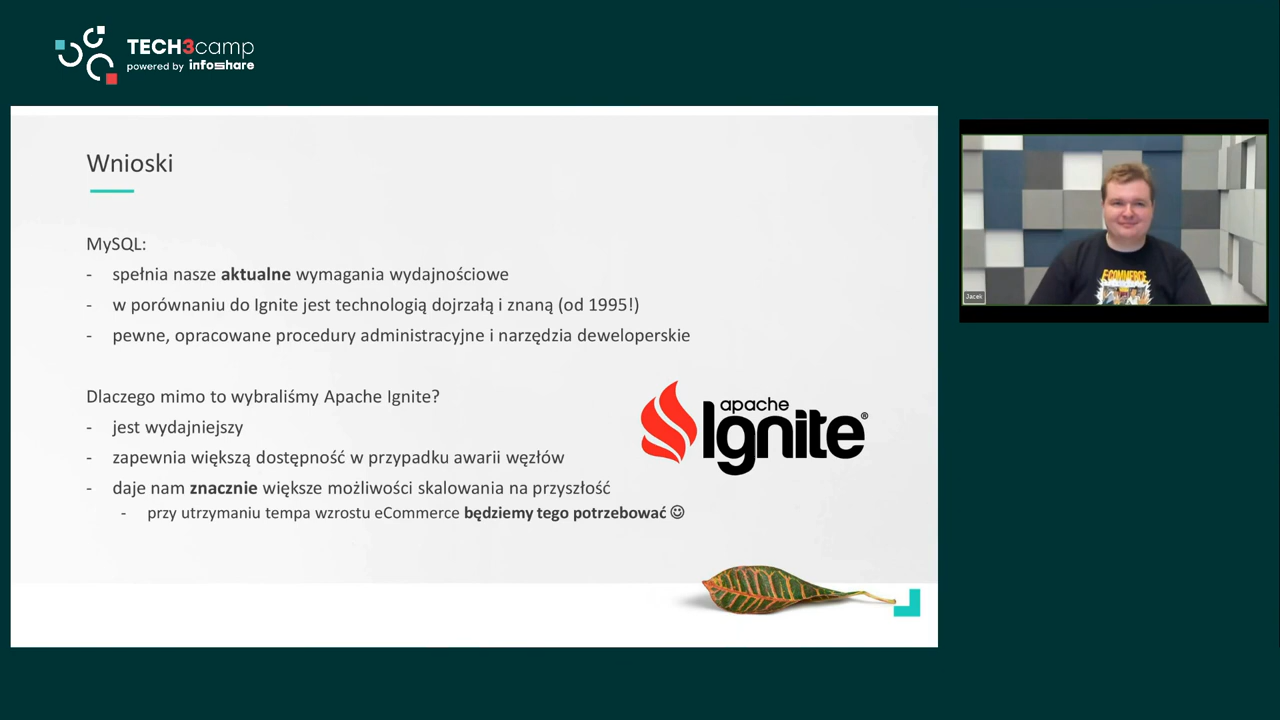 TECH3camp
powered by infoshare
Wnioski
MySQL:
- spełnia nasze aktualne wymagania wydajnościowe
- w porównaniu do Ignite jest technologią dojrzałą i znaną (od 1995!)
- pewne, opracowane procedury administracyjne i narzędzia deweloperskie
Dlaczego mimo to wybraliśmy Apache Ignite?
- jest wydajniejszy
- zapewnia większą dostępność w przypadku awarii węzłów
- daje nam znacznie większe możliwości skalowania na przyszłość
- przy utrzymaniu tempa wzrostu eCommerce będziemy tego potrzebować ☺
apache
Ignite®
Jacek
E-COMMERCE